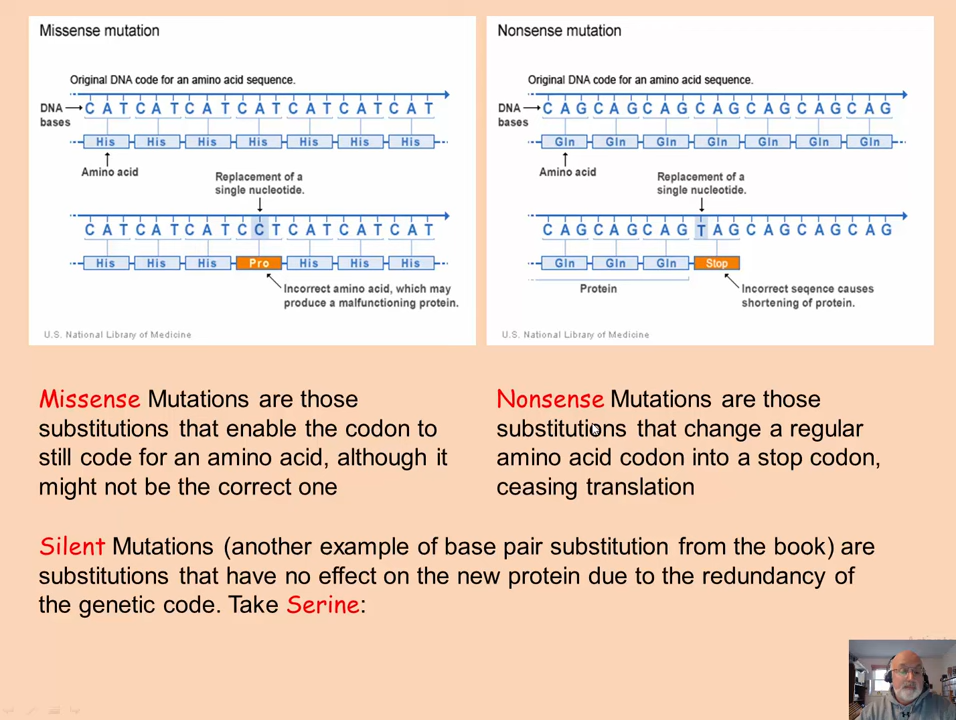 Missense mutation
Original DNA code for an amino acid sequence.
DNA bases
C A T C A T C A T C A T C A T C A T C A T
His His His His His His His
Amino acid
Replacement of a
single nucleotide.
C A T C A T C A T C C T C A T C A T C A T
His His His Pro His His His
Incorrect amino acid, which may
produce a malfunctioning protein.
U.S. National Library of Medicine
Nonsense mutation
Original DNA code for an amino acid sequence.
DNA bases
C A G C A G C A G C A G C A G C A G C A G
Gln Gln Gln Gln Gln Gln Gln
Amino acid
Replacement of a
single nucleotide.
C A G C A G C A G T A G C A G C A G C A G
Gln Gln Gln Stop
Protein
Incorrect seqence causes
shortening of protein.
U.S. National Library of Medicine
Missense Mutations are those
substitutions that enable the codon to
still code for an amino acid, although it
might not be the correct one
Nonsense Mutations are those
substitutions that change a regular
amino acid codon into a stop codon,
ceasing translation
Silent Mutations (another example of base pair substitution from the book) are
substitutions that have no effect on the new protein due to the redundancy of
the genetic code. Take Serine: